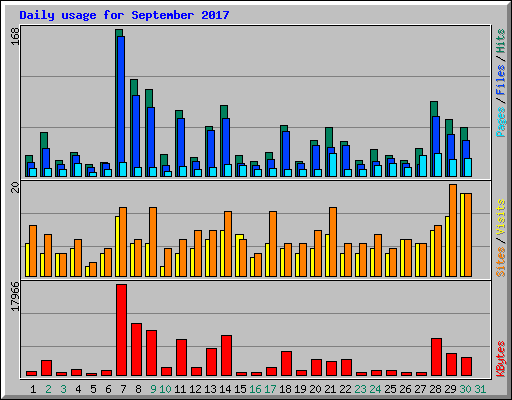 Daily usage for September 2017
168
Pages / Files / Hits
20
Sites / Visits
17966
KBytes
1 2 3 4 5 6 7 8 9 10 11 12 13 14 15 16 17 18 19 20 21 22 23 24 25 26 27 28 29 30 31